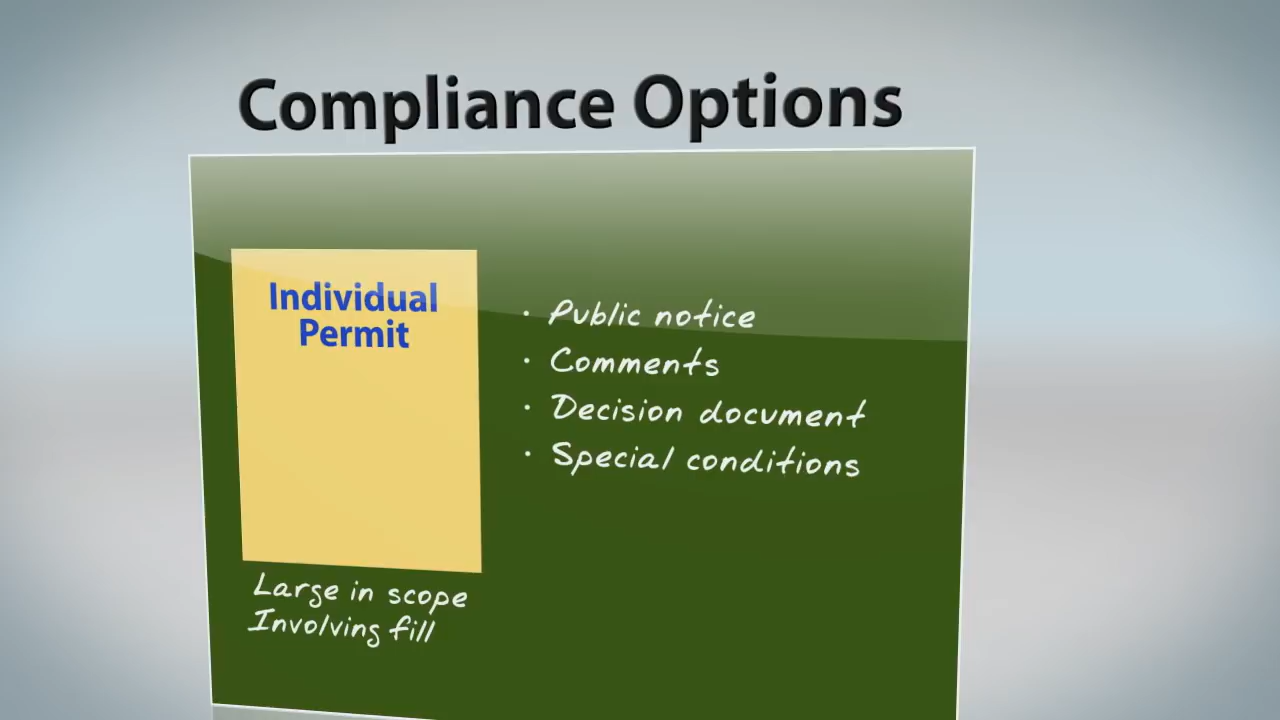 Compliance Options
Individual
Permit
· Public notice
· Comments
· Decision document
· Special conditions
Large in scope
Involving fill